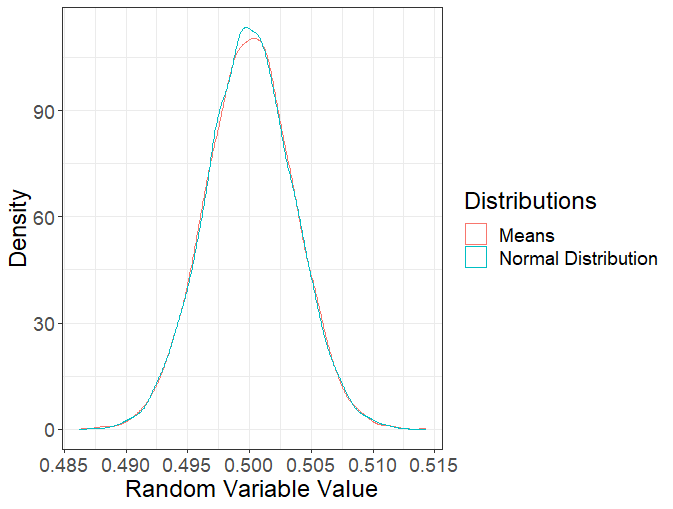 90
60
30
0
Density
0.485 0.490 0.495 0.500 0.505 0.510 0.515
Random Variable Value
Distributions
Means
Normal Distribution